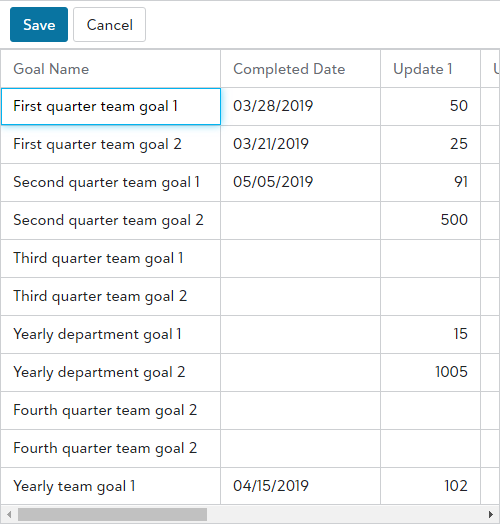 Save Cancel
Goal Name Completed Date Update 1
First quarter team goal 1 03/28/2019 50
First quarter team goal 2 03/21/2019 25
Second quarter team goal 1 05/05/2019 91
Second quarter team goal 2 500
Third quarter team goal 1
Third quarter team goal 2
Yearly department goal 1 15
Yearly department goal 2 1005
Fourth quarter team goal 2
Fourth quarter team goal 2
Yearly team goal 1 04/15/2019 102